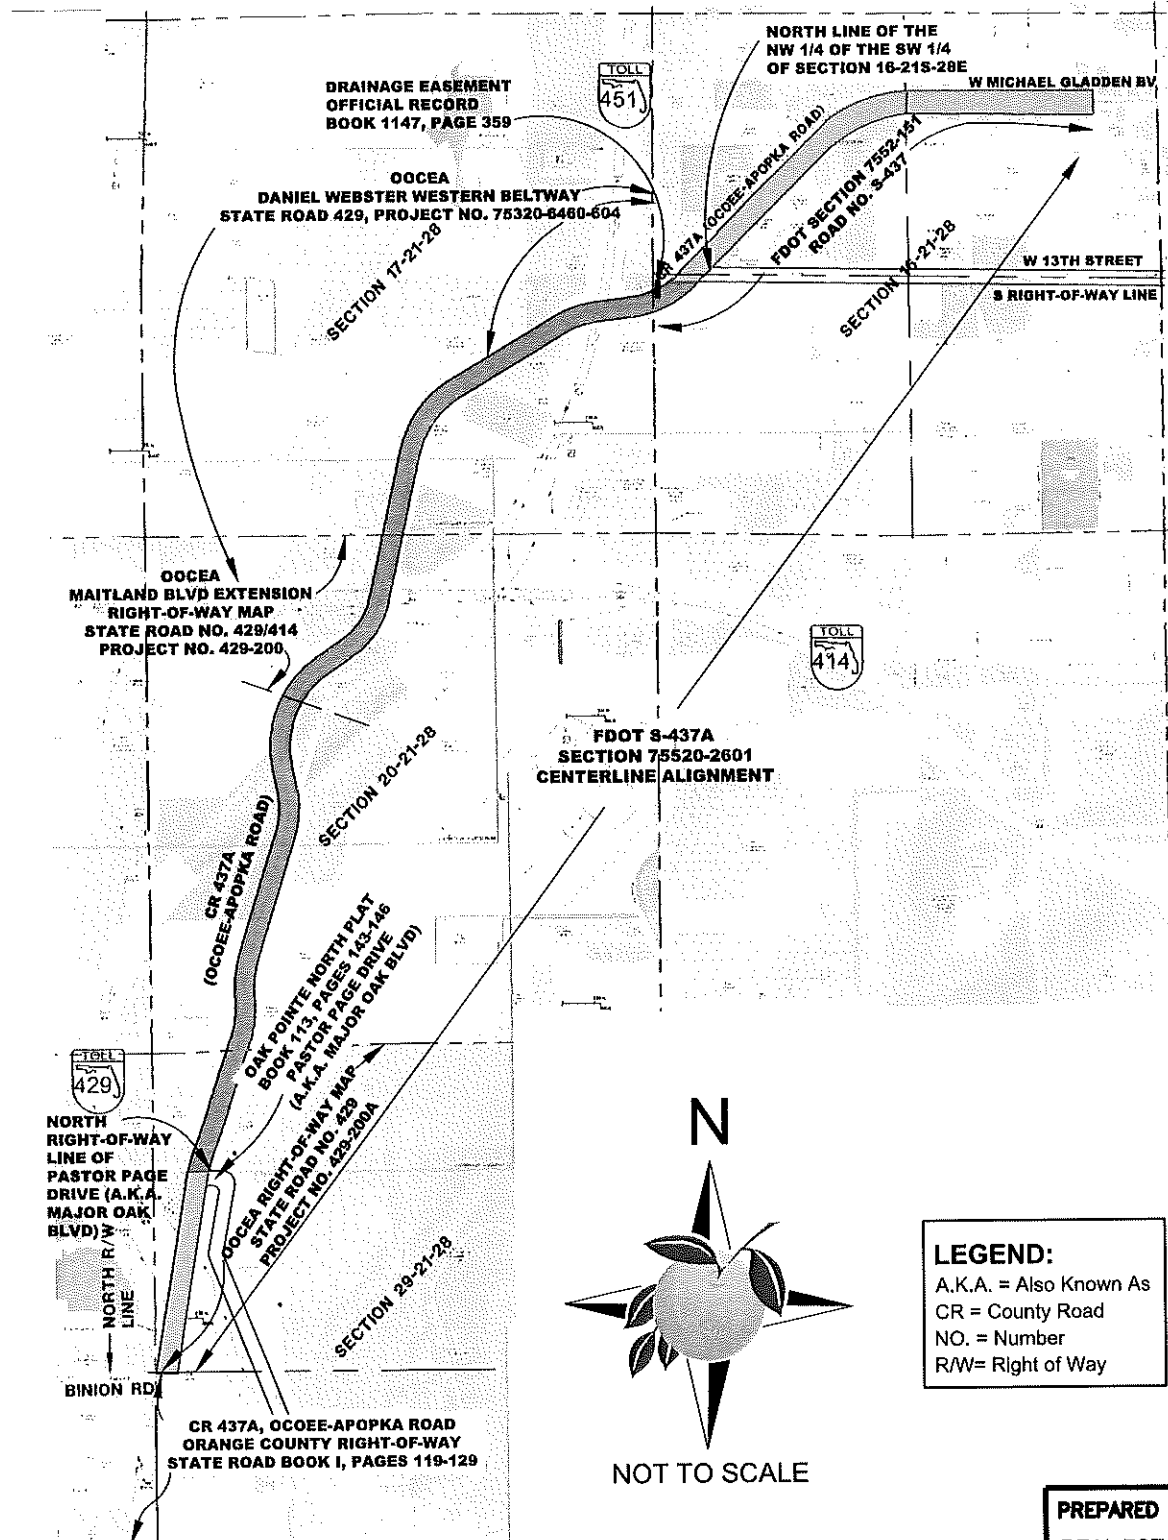 NORTH LINE OF THE
NW 1/4 OF THE SW 1/4
OF SECTION 16-21S-28E
TOLL
451
W MICHAEL GLADDEN BV
DRAINAGE EASEMENT
OFFICIAL RECORD
BOOK 1147, PAGE 359
OOCEA
DANIEL WEBSTER WESTERN BELTWAY
STATE ROAD 429, PROJECT NO. 75320-6460-604
CR 437A (OCOEE-APOPKA ROAD)
FDOT SECTION 7552-151
ROAD NO. S-437
SECTION 17-21-28
SECTION 16-21-28
W 13TH STREET
S RIGHT-OF-WAY LINE
OOCEA
MAITLAND BLVD EXTENSION
RIGHT-OF-WAY MAP
STATE ROAD NO. 429/414
PROJECT NO. 429-200
TOLL
414
FDOT S-437A
SECTION 75520-2601
CENTERLINE ALIGNMENT
SECTION 20-21-28
CR 437A
(OCOEE-APOPKA ROAD)
OAK POINTE NORTH PLAT
BOOK 113, PAGES 143-146
PASTOR PAGE DRIVE
(A.K.A. MAJOR OAK BLVD)
TOLL
429
OOCEA RIGHT-OF-WAY MAP
STATE ROAD NO. 429
PROJECT NO. 429-200A
NORTH
RIGHT-OF-WAY
LINE OF
PASTOR PAGE
DRIVE (A.K.A.
MAJOR OAK
BLVD)
NORTH R/W
LINE
SECTION 29-21-28
BINION RD
CR 437A, OCOEE-APOPKA ROAD
ORANGE COUNTY RIGHT-OF-WAY
STATE ROAD BOOK I, PAGES 119-129
N
NOT TO SCALE
LEGEND:
A.K.A. = Also Known As
CR = County Road
NO. = Number
R/W= Right of Way
PREPARED